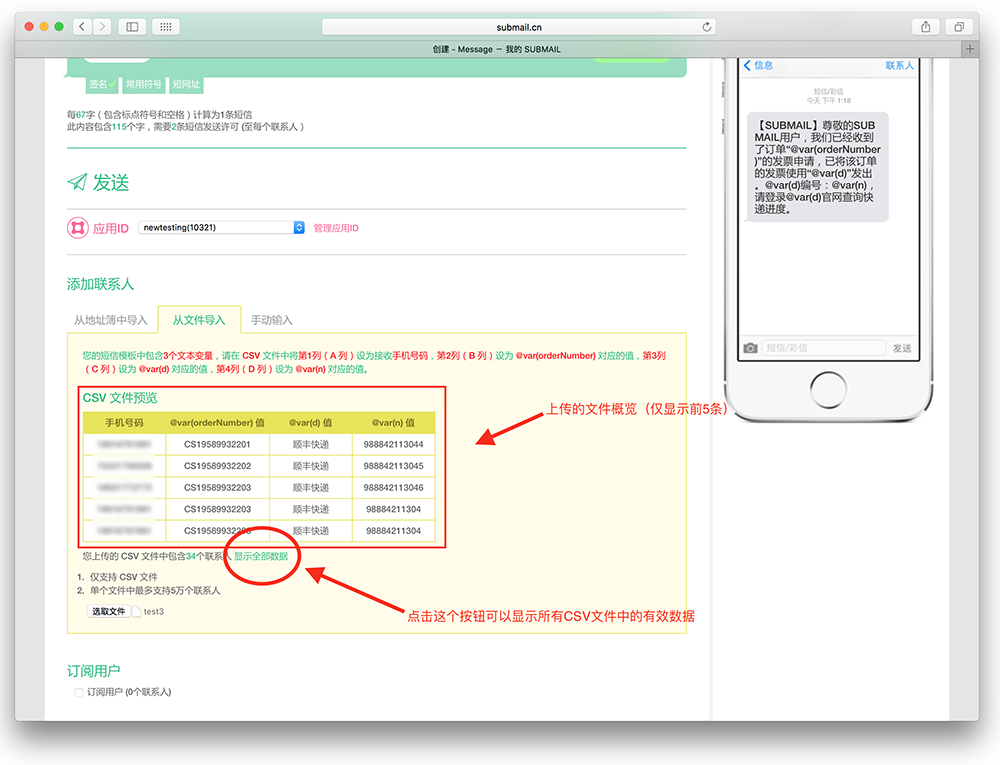 submail.cn
创建 - Message — 我的 SUBMAIL
签名✓ 常用符号 短网址
每67字（包含标点符号和空格）计算为1条短信
此内容包含115个字，需要2条短信发送许可 (至每个联系人 )
发送
应用ID newtesting(10321) 管理应用ID
添加联系人
从地址簿中导入 从文件导入 手动输入
您的短信模板中包含3个文本变量，请在 CSV 文件中将第1列（A 列）设为接收手机号码，第2列（B 列）设为 @var(orderNumber) 对应的值，第3列
（C 列）设为 @var(d) 对应的值，第4列（D 列）设为 @var(n) 对应的值。
CSV 文件预览
手机号码 @var(orderNumber) 值 @var(d) 值 @var(n) 值
CS19589932201 顺丰快递 988842113044
CS19589932202 顺丰快递 988842113045
CS19589932203 顺丰快递 988842113046
CS19589932203 顺丰快递 98884211304
CS19589932203 顺丰快递 98884211304
您上传的 CSV 文件中包含34个联系人 显示全部数据
1. 仅支持 CSV 文件
2. 单个文件中最多支持5万个联系人
选取文件 test3
订阅用户
订阅用户 (0个联系人)
上传的文件概览（仅显示前5条）
点击这个按钮可以显示所有CSV文件中的有效数据
信息 联系人
短信/彩信
今天 下午 1:18
【SUBMAIL】尊敬的SUB
MAIL用户，我们已经收到
了订单“@var(orderNumber
)”的发票申请，已将该订单
的发票使用“@var(d)”发出
。@var(d)编号：@var(n)，
请登录@var(d)官网查询快
递进度。
短信/彩信 发送